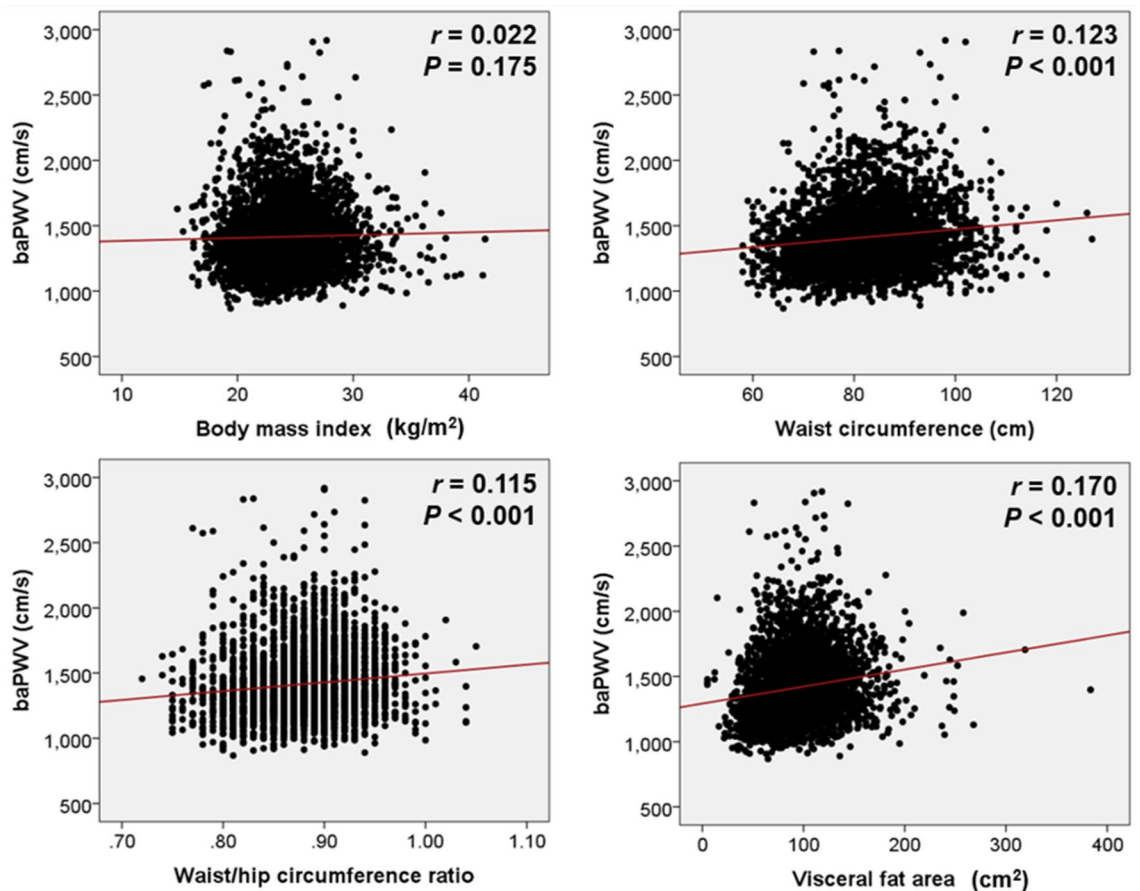 r = 0.022
P = 0.175
3,000
2,500
2,000
1,500
1,000
500
baPWV (cm/s)
10 20 30 40
Body mass index (kg/m²)
r = 0.123
P < 0.001
3,000
2,500
2,000
1,500
1,000
500
baPWV (cm/s)
60 80 100 120
Waist circumference (cm)
r = 0.115
P < 0.001
3,000
2,500
2,000
1,500
1,000
500
baPWV (cm/s)
.70 .80 .90 1.00 1.10
Waist/hip circumference ratio
r = 0.170
P < 0.001
3,000
2,500
2,000
1,500
1,000
500
baPWV (cm/s)
0 100 200 300 400
Visceral fat area (cm²)